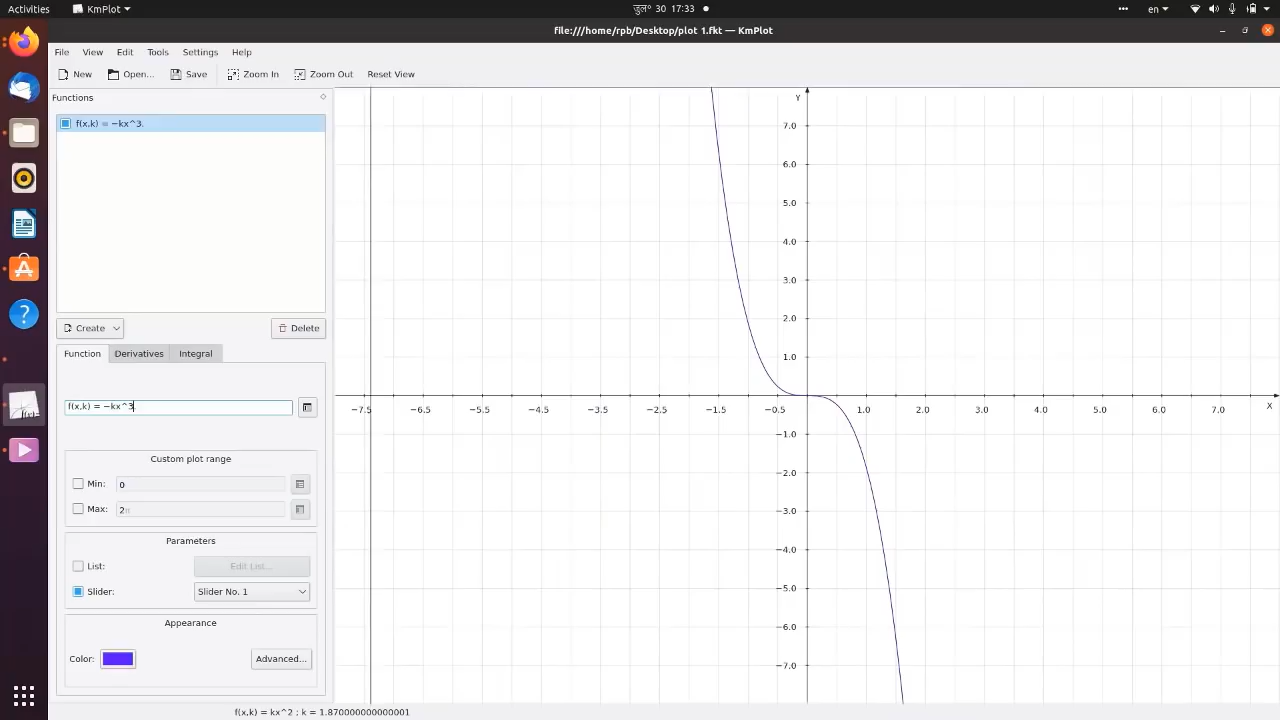 Activities KmPlot जुल॰ 30 17:33 en
file:///home/rpb/Desktop/plot 1.fkt — KmPlot
File View Edit Tools Settings Help
New Open... Save Zoom In Zoom Out Reset View
Functions
f(x,k) = −kx^3.
Create Delete
Function Derivatives Integral
f(x,k) = −kx^3
Custom plot range
Min: 0
Max: 2π
Parameters
List: Edit List...
Slider: Slider No. 1
Appearance
Color: Advanced...
Y
7.0
6.0
5.0
4.0
3.0
2.0
1.0
−7.5 −6.5 −5.5 −4.5 −3.5 −2.5 −1.5 −0.5 1.0 2.0 3.0 4.0 5.0 6.0 7.0 X
−1.0
−2.0
−3.0
−4.0
−5.0
−6.0
−7.0
f(x,k) = kx^2 ; k = 1.870000000000001